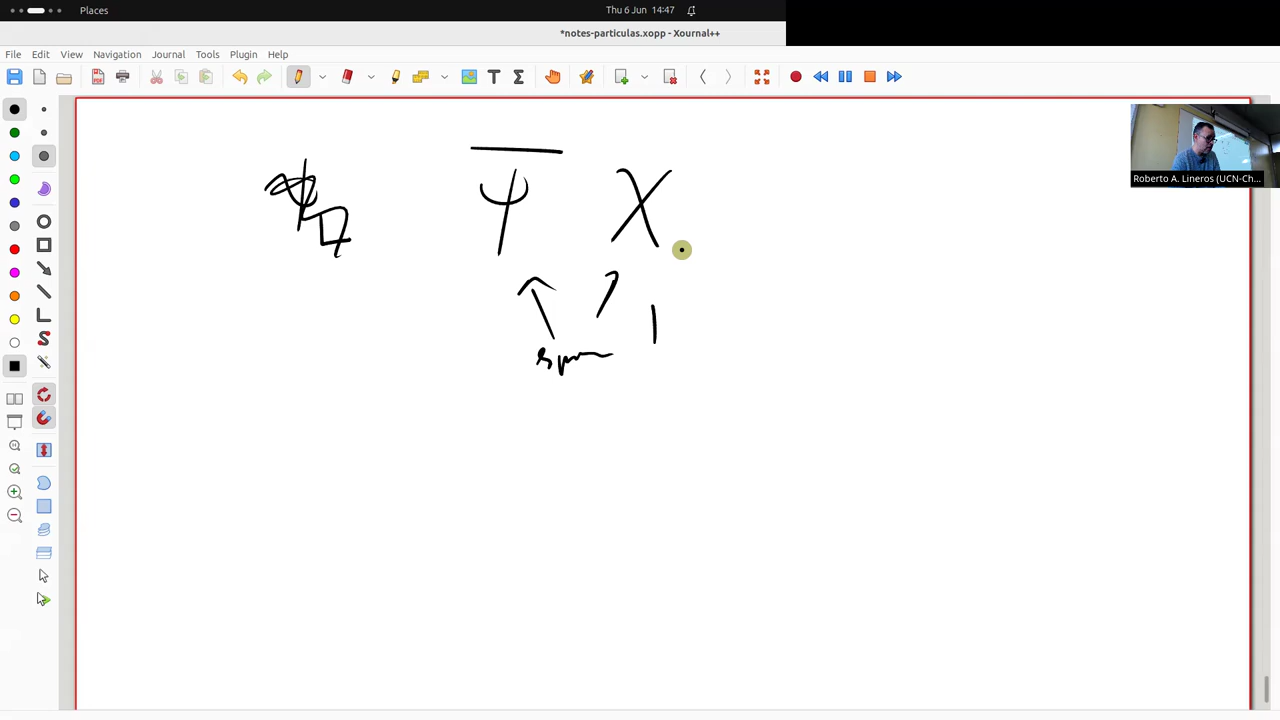 Places
Thu 6 Jun 14:47
*notes-particulas.xopp - Xournal++
File Edit View Navigation Journal Tools Plugin Help
Roberto A. Lineros (UCN-Ch...
ψ χ